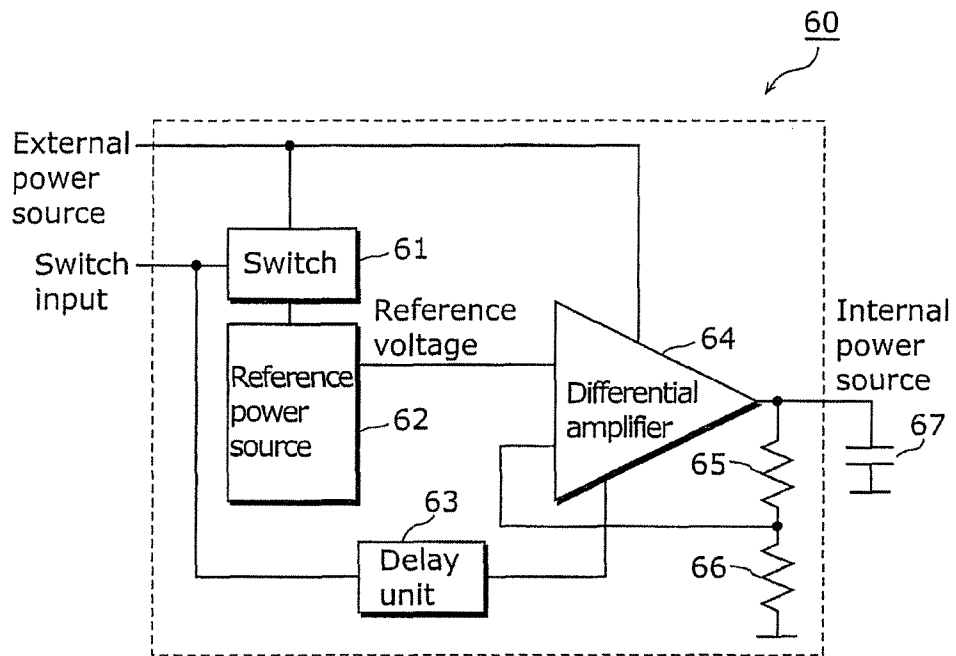 60
External
power
source
Switch
input
Switch
61
Reference
power
source
62
Reference
voltage
Differential
amplifier
64
Internal
power
source
67
65
66
63
Delay
unit